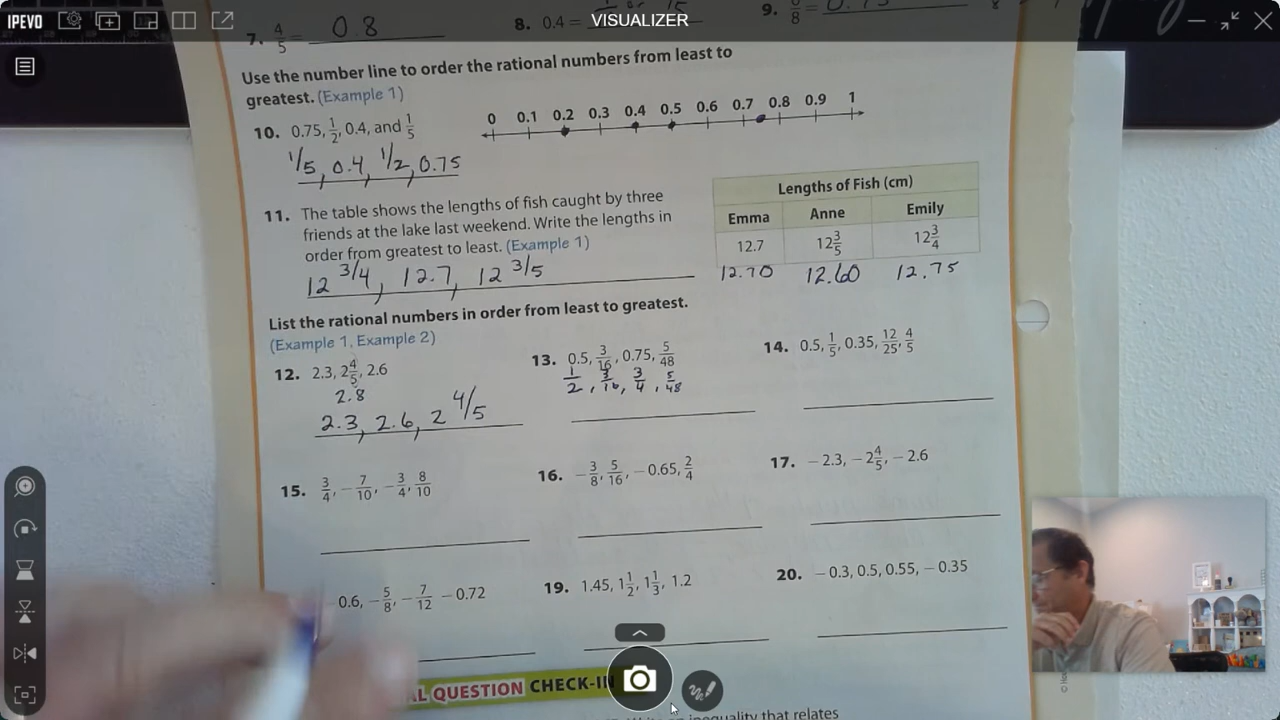 IPEVO
VISUALIZER
7. 4/5 = 0.8
8. 0.4 =
9.
Use the number line to order the rational numbers from least to
greatest. (Example 1)
10. 0.75, 1/2, 0.4, and 1/5
0 0.1 0.2 0.3 0.4 0.5 0.6 0.7 0.8 0.9 1
1/5, 0.4, 1/2, 0.75
11. The table shows the lengths of fish caught by three
friends at the lake last weekend. Write the lengths in
order from greatest to least. (Example 1)
12 3/4, 12.7, 12 3/5
Lengths of Fish (cm)
Emma Anne Emily
12.7 12 3/5 12 3/4
12.70 12.60 12.75
List the rational numbers in order from least to greatest.
(Example 1, Example 2)
12. 2.3, 2 4/5, 2.6
2.8
2.3, 2.6, 2 4/5
13. 0.5, 3/16, 0.75, 5/48
1/2, 3/16, 3/4, 5/48
14. 0.5, 1/5, 0.35, 12/25, 4/5
15. 3/4, -7/10, -3/4, 8/10
16. -3/8, 5/16, -0.65, 2/4
17. -2.3, -2 4/5, -2.6
0.6, -5/8, -7/12 -0.72
19. 1.45, 1 1/2, 1 1/3, 1.2
20. -0.3, 0.5, 0.55, -0.35
QUESTION CHECK-IN
inequality that relates